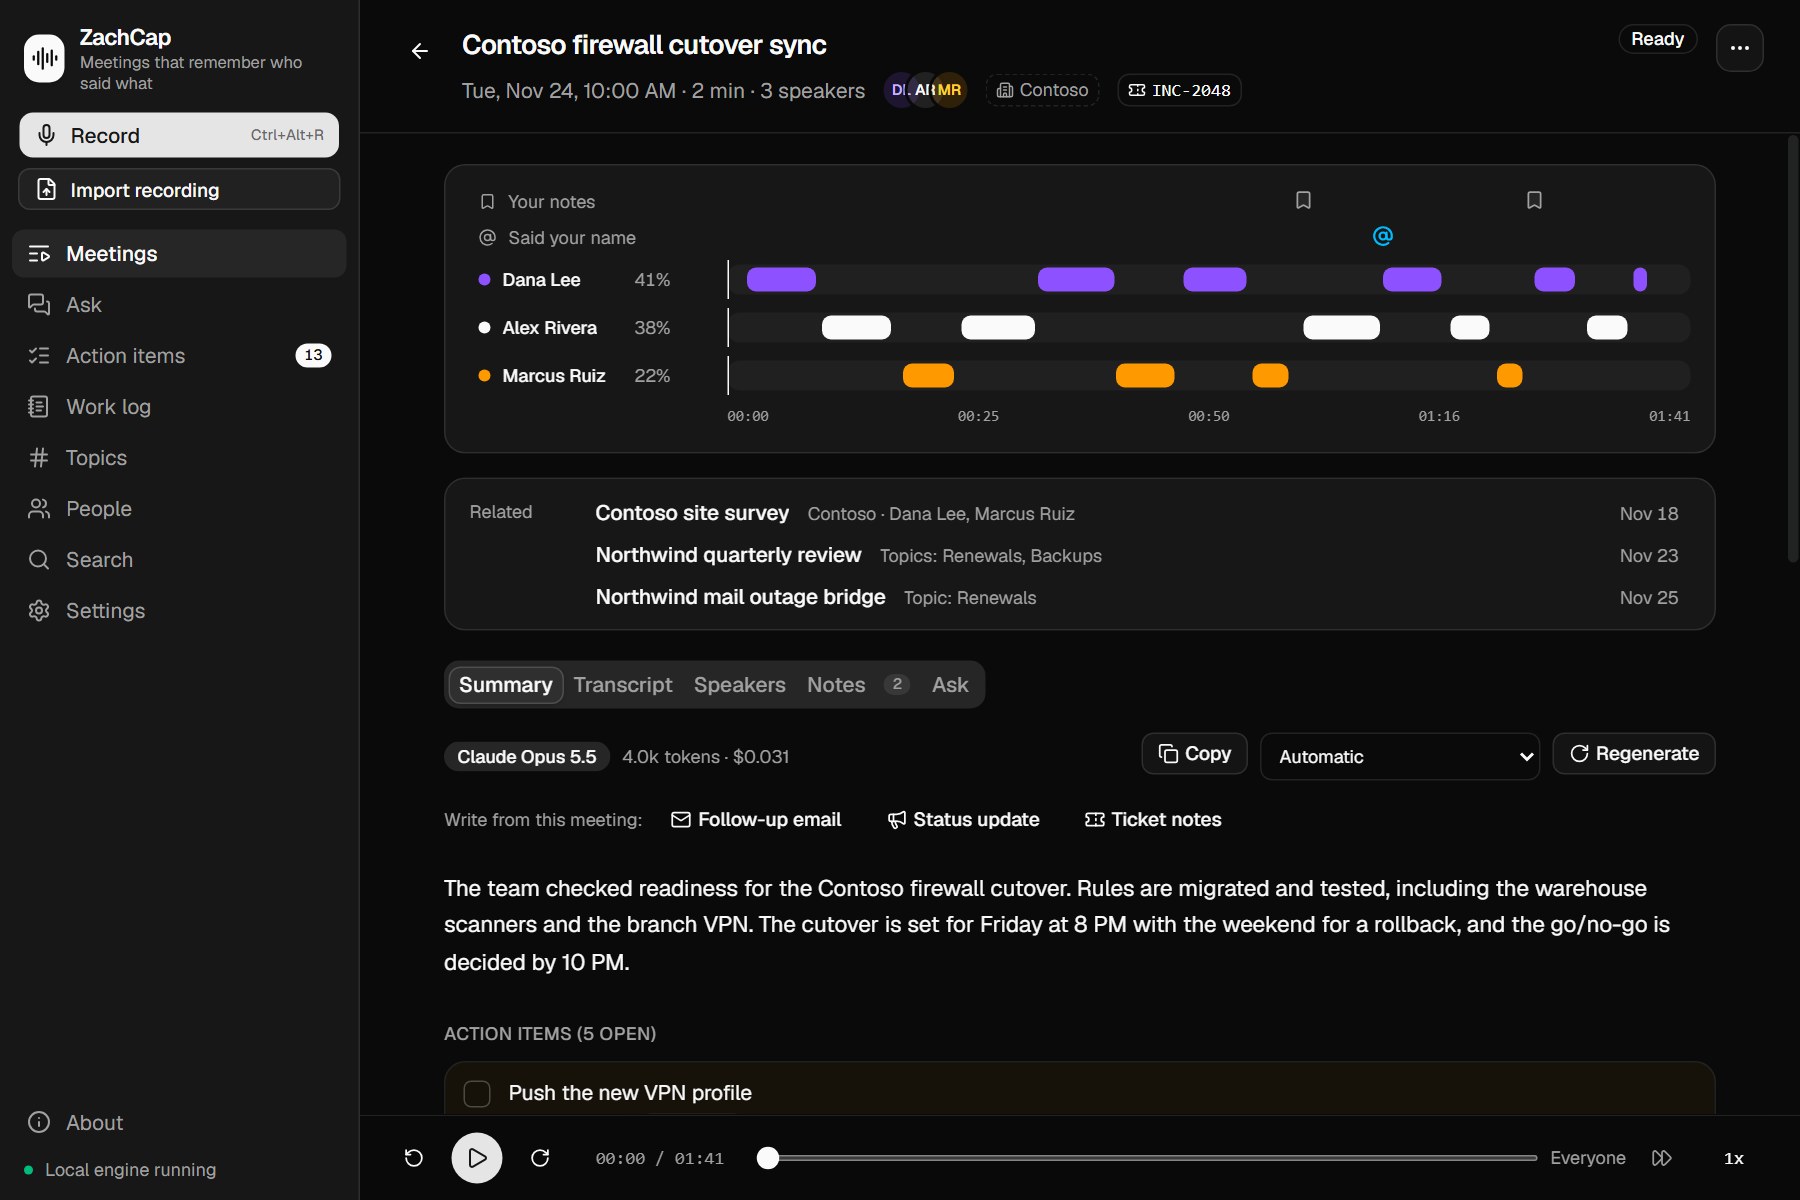 ZachCap
Meetings that remember who
said what
Record Ctrl+Alt+R
Import recording
Meetings
Ask
Action items 13
Work log
Topics
People
Search
Settings
About
Local engine running
Contoso firewall cutover sync
Ready
Tue, Nov 24, 10:00 AM · 2 min · 3 speakers
MR
Contoso
INC-2048
Your notes
@ Said your name
@
Dana Lee 41%
Alex Rivera 38%
Marcus Ruiz 22%
00:00 00:25 00:50 01:16 01:41
Related
Contoso site survey Contoso · Dana Lee, Marcus Ruiz Nov 18
Northwind quarterly review Topics: Renewals, Backups Nov 23
Northwind mail outage bridge Topic: Renewals Nov 25
Summary Transcript Speakers Notes 2 Ask
Claude Opus 5.5 4.0k tokens · $0.031
Copy Automatic Regenerate
Write from this meeting: Follow-up email Status update Ticket notes
The team checked readiness for the Contoso firewall cutover. Rules are migrated and tested, including the warehouse
scanners and the branch VPN. The cutover is set for Friday at 8 PM with the weekend for a rollback, and the go/no-go is
decided by 10 PM.
ACTION ITEMS (5 OPEN)
Push the new VPN profile
00:00 / 01:41 Everyone 1x